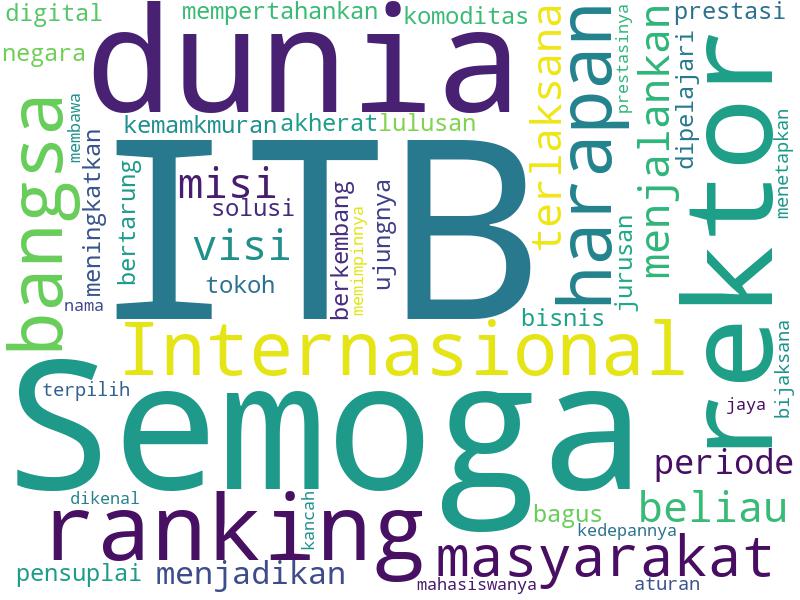 digital
mempertahankan
komoditas
prestasi
negara
dunia
terlaksana
harapan
prestasinya
menjalankan
dipelajari
rektor
bangsa
membawa
meningkatkan
kemamkmuran
akherat
lulusan
menetapkan
bertarung
ITB
misi
solusi
visi
tokoh
berkembang
memimpinnya
ujungnya
jurusan
nama
bisnis
Internasional
bijaksana
Semoga
terpilih
jaya
periode
dikenal
ranking
kancah
bagus
beliau
kedepannya
masyarakat
pensuplai
menjadikan
mahasiswanya
aturan